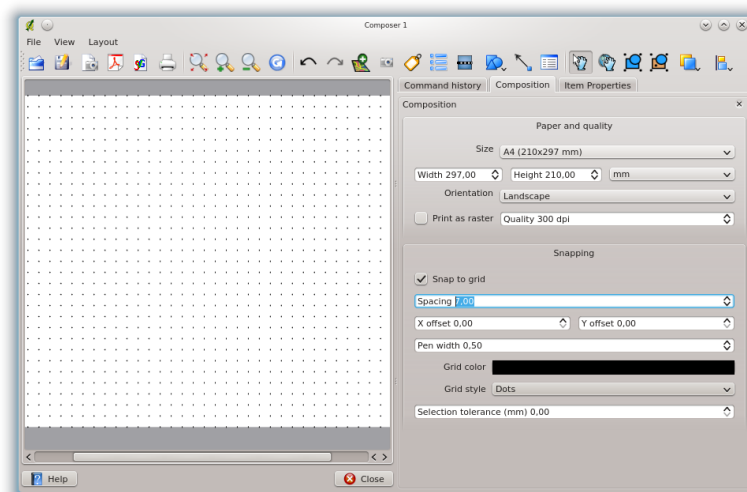 Composer 1
File View Layout
Command history Composition Item Properties
Composition
Paper and quality
Size A4 (210x297 mm)
Width 297,00 Height 210,00 mm
Orientation Landscape
Print as raster Quality 300 dpi
Snapping
Snap to grid
Spacing 7,00
X offset 0,00 Y offset 0,00
Pen width 0,50
Grid color
Grid style Dots
Selection tolerance (mm) 0,00
Help Close